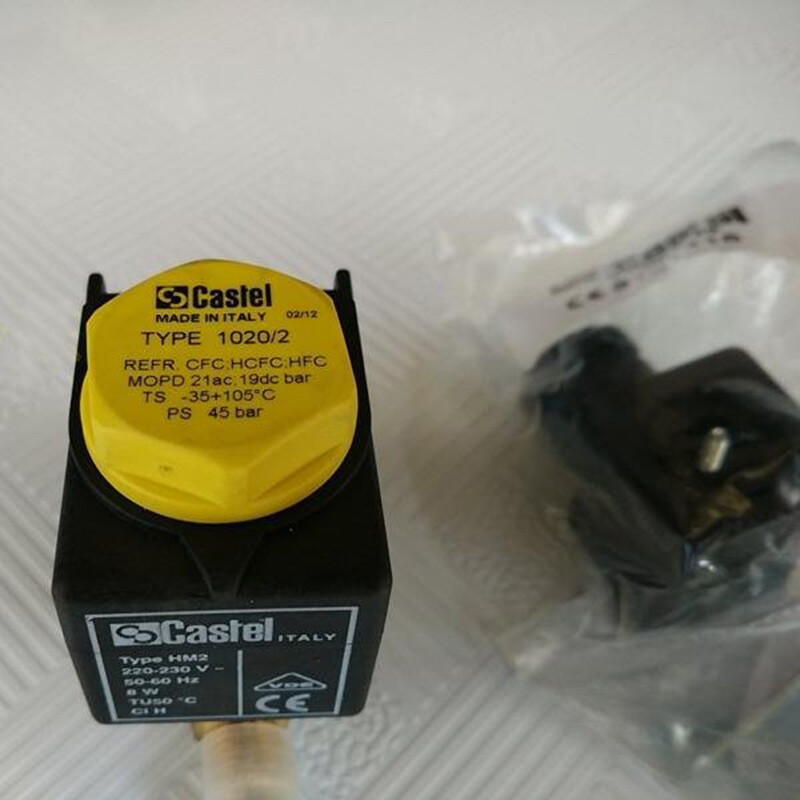 Castel
MADE IN ITALY 02/12
TYPE 1020/2
REFR. CFC;HCFC;HFC
MOPD 21ac;19dc bar
TS -35+105°C
PS 45 bar
Castel ITALY
Type HM2
220-230 V ~
50-60 Hz
8 W
TU50 °C
Cl H
VDE
CE